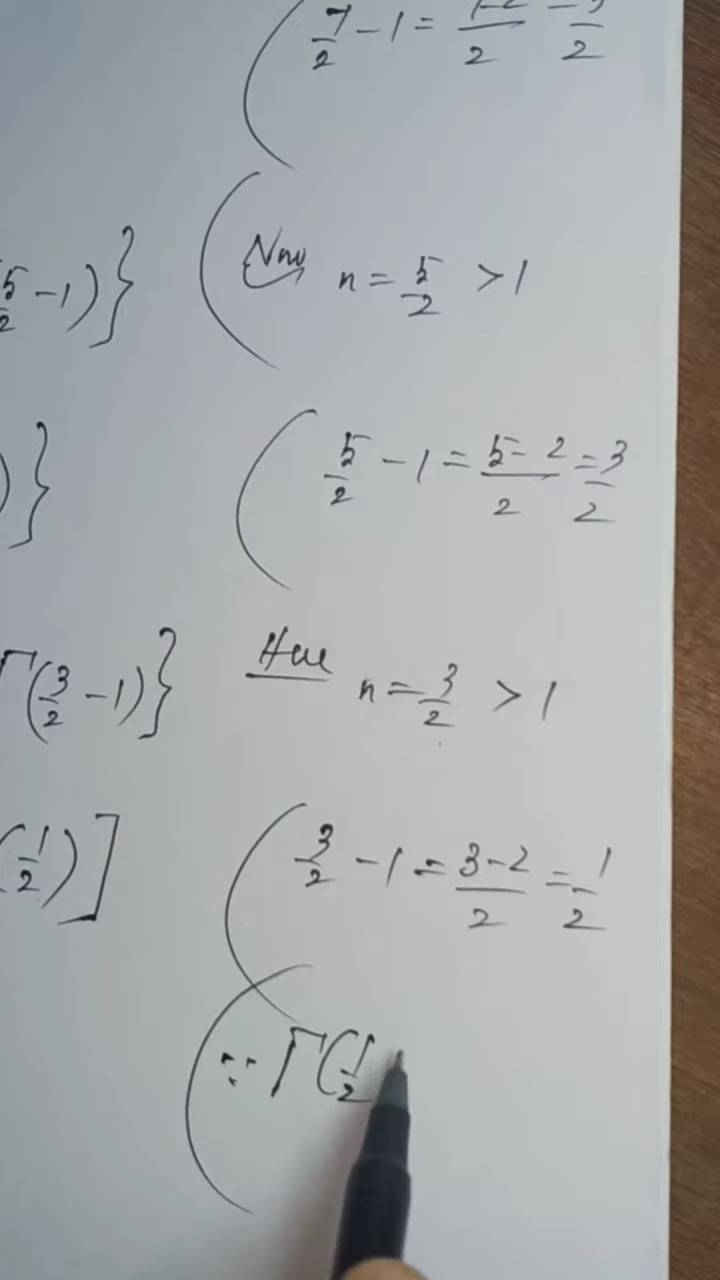 7/2 - 1 = 7-2/2 = 5/2
5/2 - 1)} Now n = 5/2 > 1
)} (5/2 - 1 = 5-2/2 = 3/2
Γ(3/2 - 1)} Here n = 3/2 > 1
(1/2)] (3/2 - 1 = 3-2/2 = 1/2
(∵ Γ(1/2